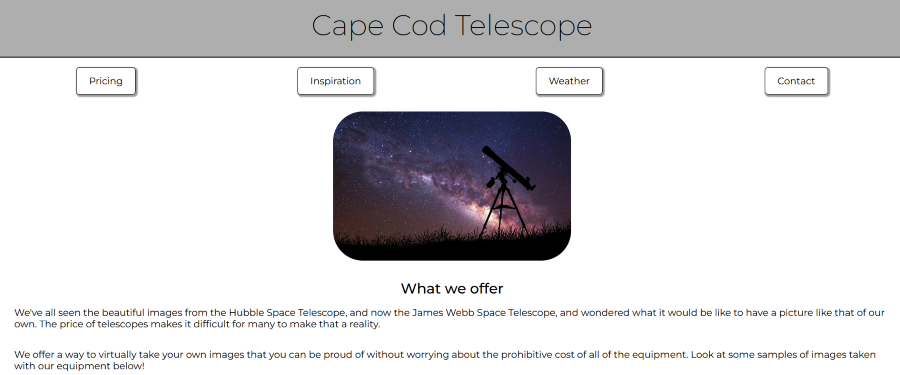 Cape Cod Telescope
Pricing
Inspiration
Weather
Contact
What we offer
We've all seen the beautiful images from the Hubble Space Telescope, and now the James Webb Space Telescope, and wondered what it would be like to have a picture like that of our
own. The price of telescopes makes it difficult for many to make that a reality.
We offer a way to virtually take your own images that you can be proud of without worrying about the prohibitive cost of all of the equipment. Look at some samples of images taken
with our equipment below!